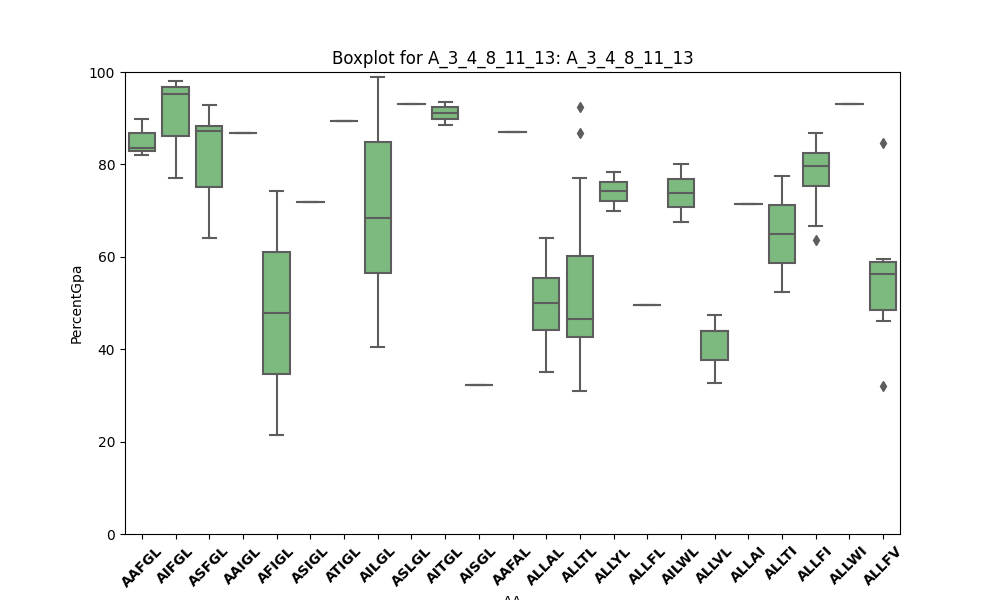 Boxplot for A_3_4_8_11_13: A_3_4_8_11_13
PercentGpa
100
80
60
40
20
0
AAFGL
AIFGL
ASFGL
AAIGL
AFIGL
ASIGL
ATIGL
AILGL
ASLGL
AITGL
AISGL
AAFAL
ALLAL
ALLTL
ALLYL
ALLFL
AILWL
ALLVL
ALLAI
ALLTI
ALLFI
ALLWI
ALLFV